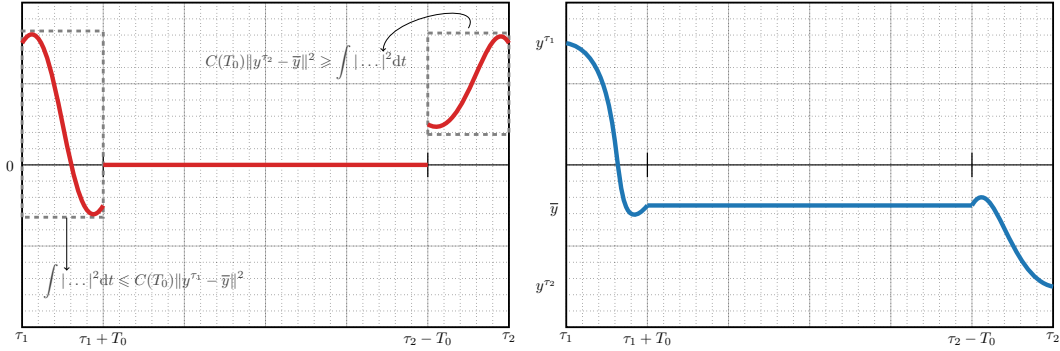 C(T₀)‖y^{τ₂} − ȳ‖² ⩾ ∫ |…|²dt
0
∫ |…|²dt ⩽ C(T₀)‖y^{τ₁} − ȳ‖²
τ₁ τ₁ + T₀ τ₂ − T₀ τ₂
y^{τ₁}
ȳ
y^{τ₂}
τ₁ τ₁ + T₀ τ₂ − T₀ τ₂